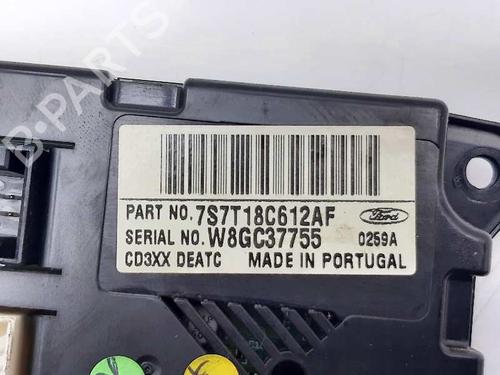 B-PARTS
PART NO. 7S7T18C612AF
Ford
SERIAL NO. W8GC37755 0259A
CD3XX DEATC MADE IN PORTUGAL